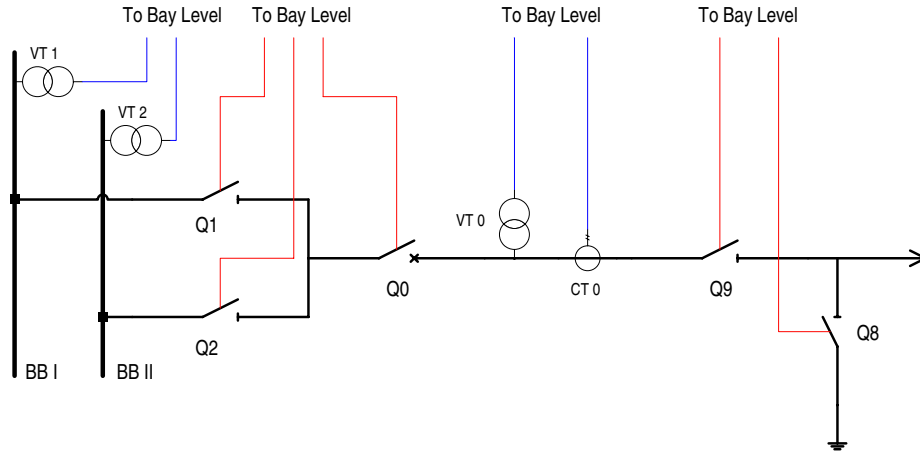 To Bay Level
To Bay Level
To Bay Level
To Bay Level
VT 1
VT 2
Q1
VT 0
Q0
CT 0
Q9
Q2
Q8
BB I
BB II